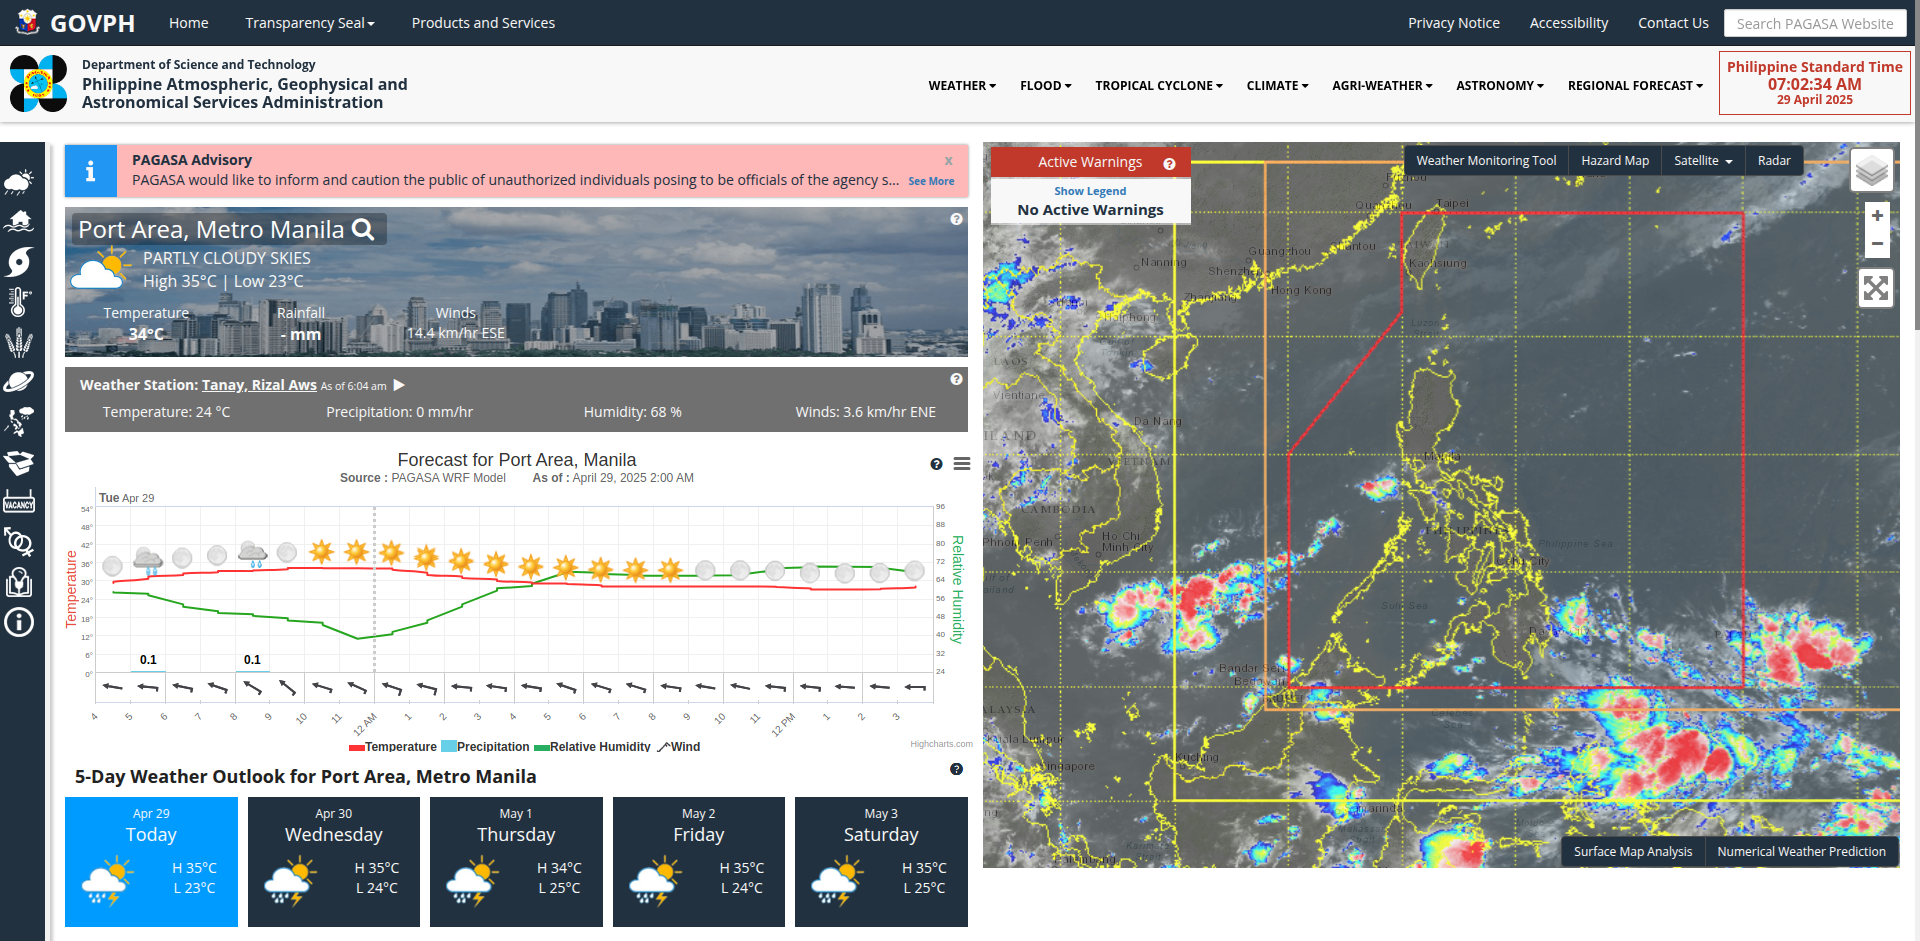 GOVPH
Home
Transparency Seal
Products and Services
Privacy Notice
Accessibility
Contact Us
Search PAGASA Website
Department of Science and Technology
Philippine Atmospheric, Geophysical and
Astronomical Services Administration
WEATHER
FLOOD
TROPICAL CYCLONE
CLIMATE
AGRI-WEATHER
ASTRONOMY
REGIONAL FORECAST
Philippine Standard Time
07:02:34 AM
29 April 2025
VACANCY
PAGASA Advisory
x
PAGASA would like to inform and caution the public of unauthorized individuals posing to be officials of the agency s... See More
Port Area, Metro Manila
PARTLY CLOUDY SKIES
High 35°C | Low 23°C
Temperature
34°C
Rainfall
- mm
Winds
14.4 km/hr ESE
Weather Station: Tanay, Rizal Aws As of 6:04 am
Temperature: 24 °C
Precipitation: 0 mm/hr
Humidity: 68 %
Winds: 3.6 km/hr ENE
Forecast for Port Area, Manila
Source : PAGASA WRF Model As of : April 29, 2025 2:00 AM
Tue Apr 29
Temperature
54°
48°
42°
36°
30°
24°
18°
12°
6°
0°
0.1
0.1
96
88
80
72
64
56
48
40
32
24
Relative Humidity
4 5 6 7 8 9 10 11 12 AM 1 2 3 4 5 6 7 8 9 10 11 12 PM 1 2 3
Temperature Precipitation Relative Humidity Wind
Highcharts.com
5-Day Weather Outlook for Port Area, Metro Manila
Apr 29
Today
H 35°C
L 23°C
Apr 30
Wednesday
H 35°C
L 24°C
May 1
Thursday
H 34°C
L 25°C
May 2
Friday
H 35°C
L 24°C
May 3
Saturday
H 35°C
L 25°C
Active Warnings
Show Legend
No Active Warnings
Weather Monitoring Tool
Hazard Map
Satellite
Radar
+
−
Taipei
Guangzhou
Nanning
Kaohsiung
Shenzhen
Hong Kong
Zhanjiang
Haiphong
LAOS
Vientiane
Da Nang
VIETNAM
Manila
CAMBODIA
Phnom Penh
Ho Chi
Minh City
Philippine Sea
Sulu Sea
Bandar Seri
Kuala Lumpur
Kuching
Singapore
Surface Map Analysis
Numerical Weather Prediction